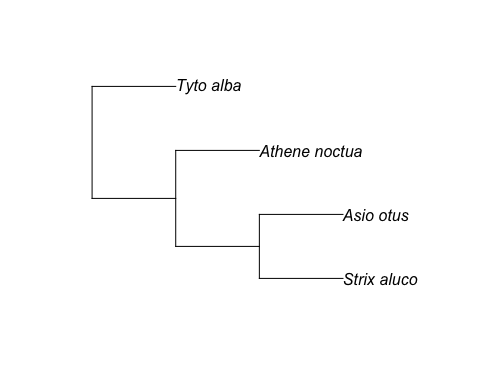 Tyto alba
Athene noctua
Asio otus
Strix aluco